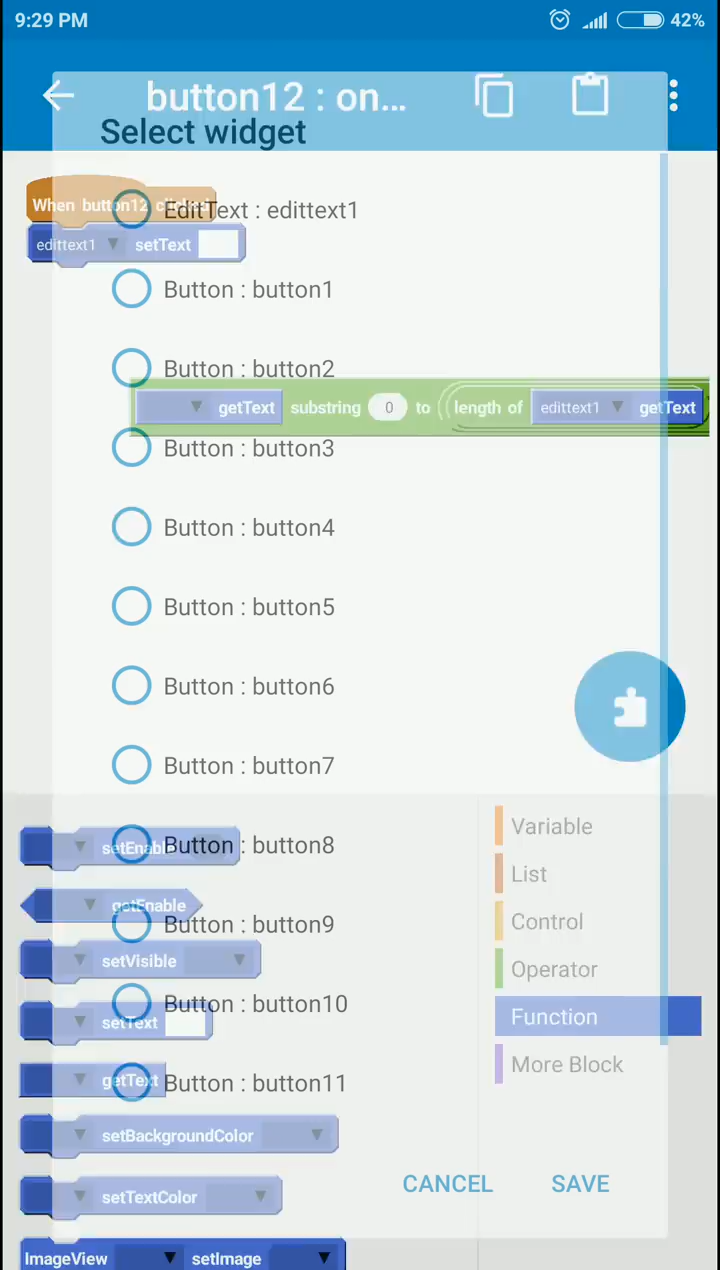 9:29 PM 42%
button12 : on...
Select widget
When button12 clicked
EditText : edittext1
edittext1 setText
Button : button1
Button : button2
getText substring 0 to length of edittext1 getText
Button : button3
Button : button4
Button : button5
Button : button6
Button : button7
Variable
setEnable
Button : button8
List
getEnable
Button : button9
Control
setVisible
Operator
Button : button10
setText
Function
getText
Button : button11
More Block
setBackgroundColor
CANCEL SAVE
setTextColor
ImageView setImage